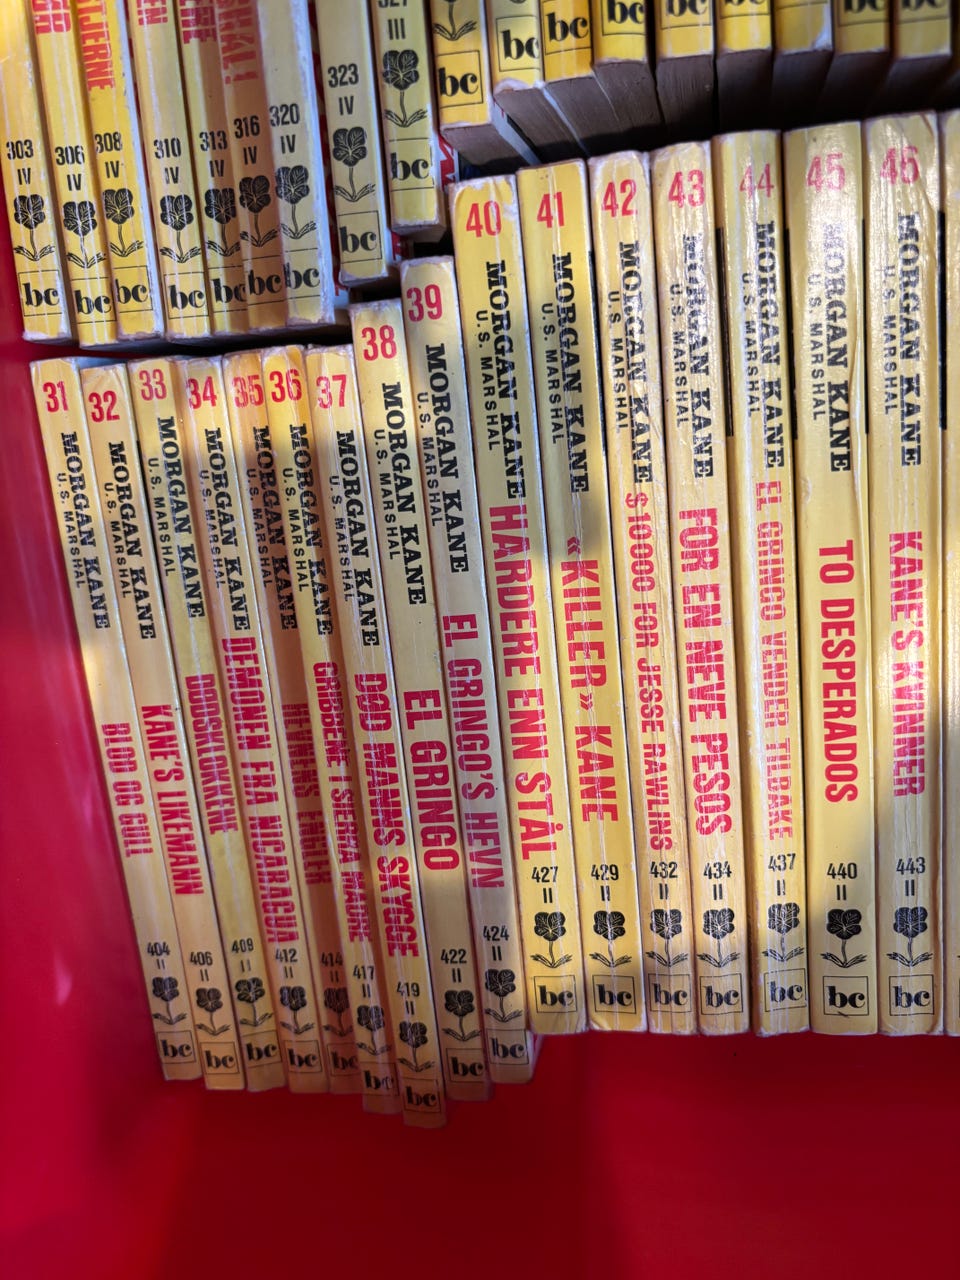 303
IV
bc
306
IV
bc
308
IV
bc
310
IV
bc
313
IV
bc
316
IV
bc
320
IV
bc
323
IV
bc
III
bc
bc
bc
bc
bc
bc
bc
bc
bc
31
MORGAN KANE
U.S. MARSHAL
BLOD OG GULL
404
II
bc
32
MORGAN KANE
U.S. MARSHAL
KANE'S LIKEMANN
406
II
bc
33
MORGAN KANE
U.S. MARSHAL
DØDSKLOKKENE
409
II
bc
34
MORGAN KANE
U.S. MARSHAL
DEMONEN FRA NICARAGUA
412
II
bc
35
MORGAN KANE
U.S. MARSHAL
414
II
bc
36
MORGAN KANE
U.S. MARSHAL
GRIBBENE I SIERRA MADRE
417
II
bc
37
MORGAN KANE
U.S. MARSHAL
DØD MANNS SKYGGE
419
II
bc
38
MORGAN KANE
U.S. MARSHAL
EL GRINGO
422
II
bc
39
MORGAN KANE
U.S. MARSHAL
EL GRINGO'S HEVN
424
II
bc
40
MORGAN KANE
U.S. MARSHAL
HARDERE ENN STÅL
427
II
bc
41
MORGAN KANE
U.S. MARSHAL
«KILLER» KANE
429
II
bc
42
MORGAN KANE
U.S. MARSHAL
$10000 FOR JESSE RAWLINS
432
II
bc
43
MORGAN KANE
U.S. MARSHAL
FOR EN NEVE PESOS
434
II
bc
44
MORGAN KANE
U.S. MARSHAL
EL GRINGO VENDER TILBAKE
437
II
bc
45
MORGAN KANE
U.S. MARSHAL
TO DESPERADOS
440
II
bc
46
MORGAN KANE
U.S. MARSHAL
KANE'S KVINNER
443
II
bc